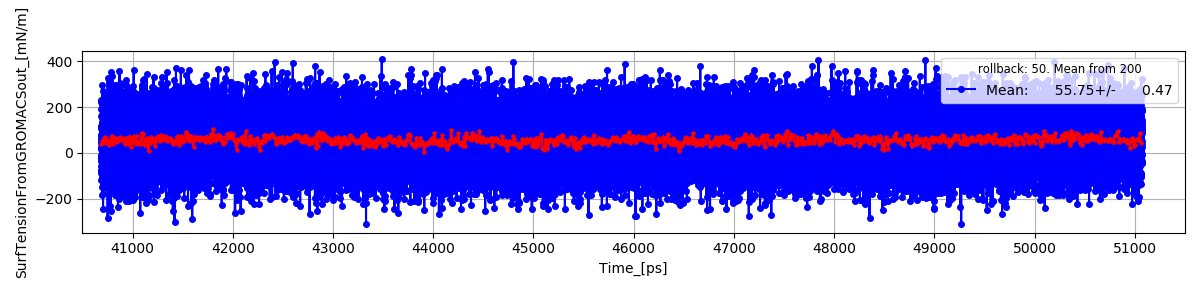 SurfTensionFromGROMACSout_[mN/m]
400
200
0
−200
rollback: 50. Mean from 200
Mean: 55.75+/- 0.47
41000 42000 43000 44000 45000 46000 47000 48000 49000 50000 51000
Time_[ps]